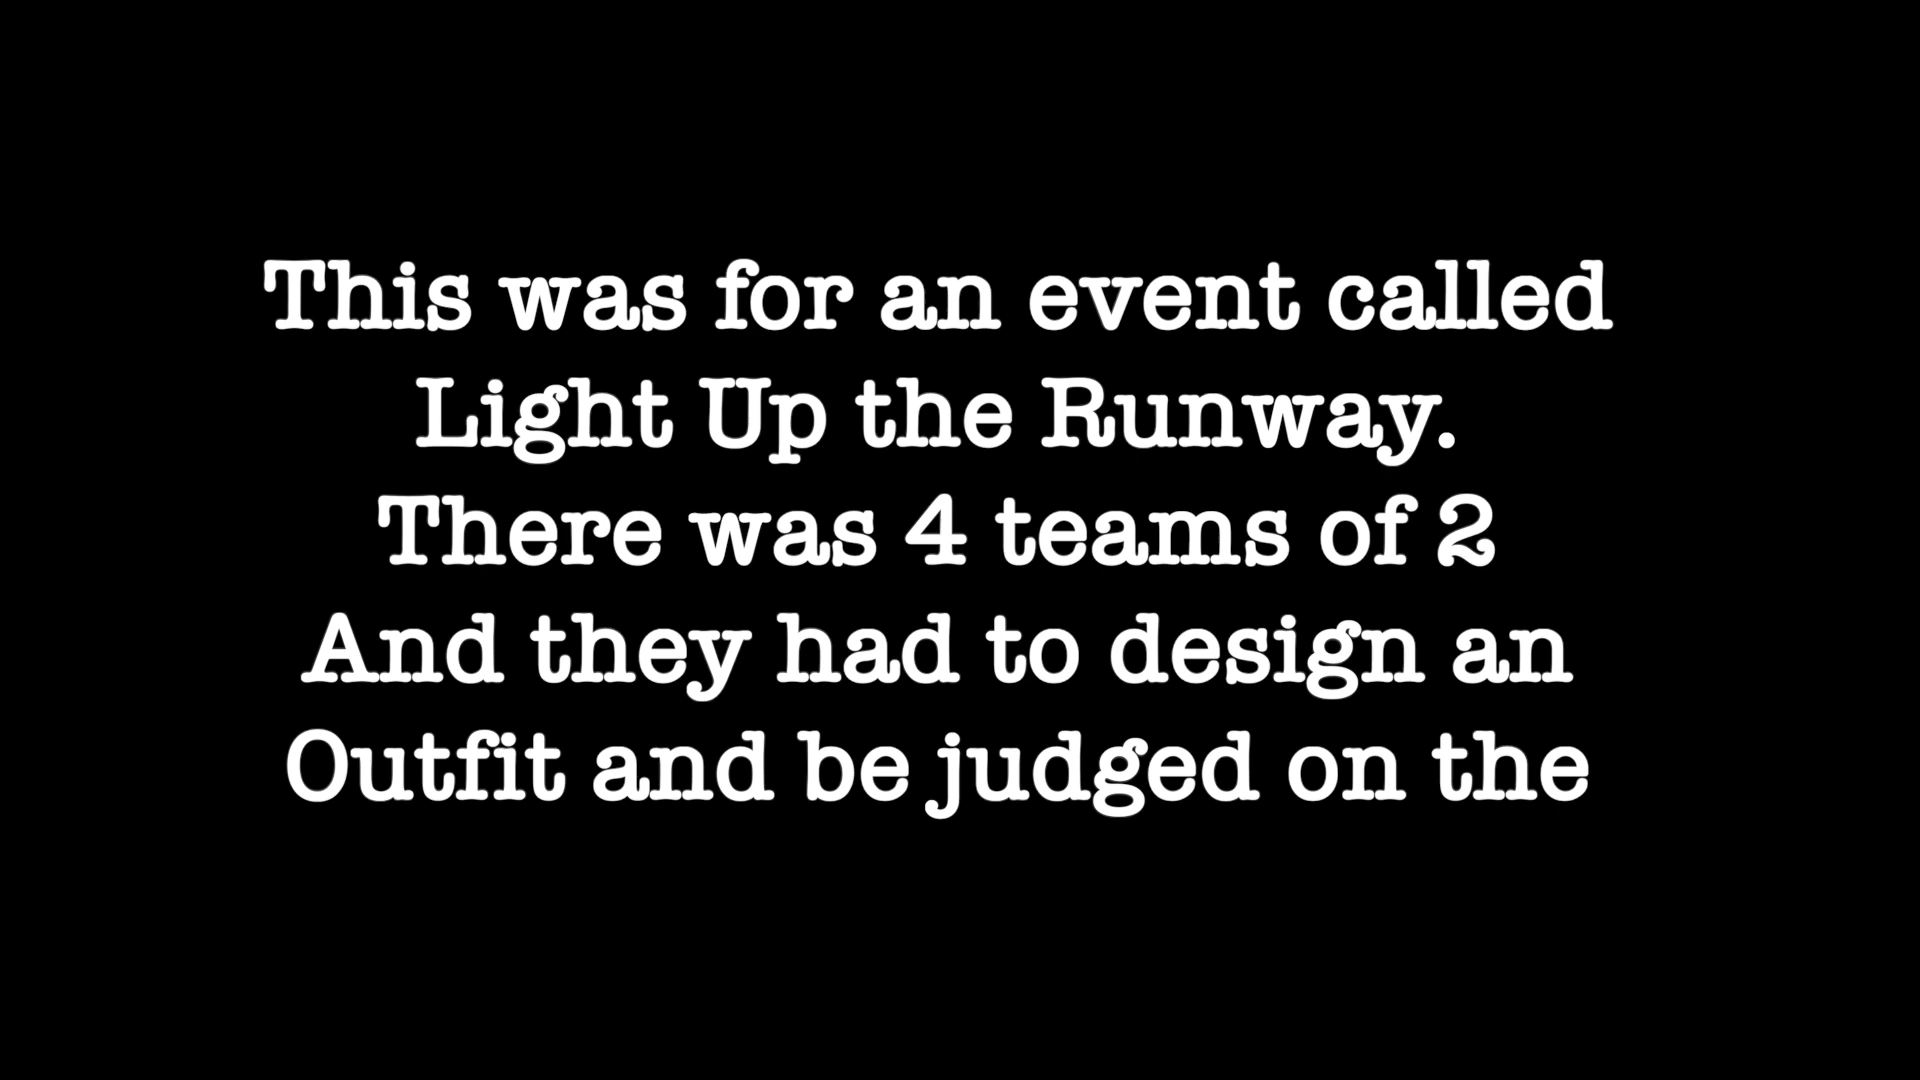 This was for an event called
Light Up the Runway.
There was 4 teams of 2
And they had to design an
Outfit and be judged on the